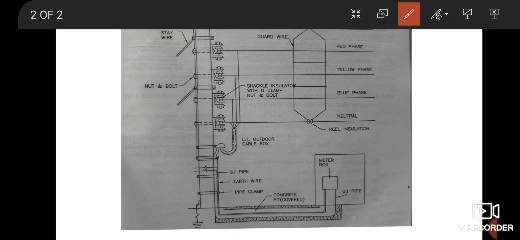 2 OF 2
STAY
WIRE
GUARD WIRE
RED PHASE
YELLOW PHASE
NUT & BOLT
SHACKLE INSULATOR
WITH U CLAMP
NUT & BOLT
BLUE PHASE
NEUTRAL
REEL INSULATION
L.T. OUTDOOR
CABLE BOX
METER
BOX
GI PIPE
EARTH WIRE
PIPE CLAMP
GI PIPE
CONCRETE
PIT(COVERED)
V RECORDER